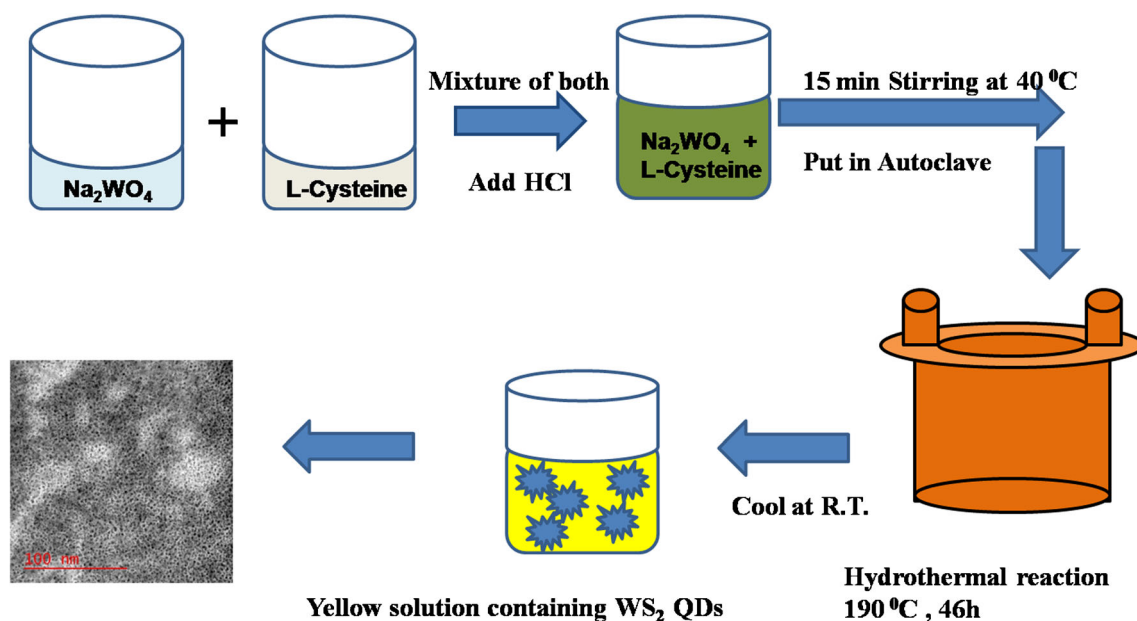 Na₂WO₄
+
L-Cysteine
Mixture of both
Add HCl
Na₂WO₄ +
L-Cysteine
15 min Stirring at 40 ⁰C
Put in Autoclave
Hydrothermal reaction
190 ⁰C , 46h
Cool at R.T.
Yellow solution containing WS₂ QDs
100 nm